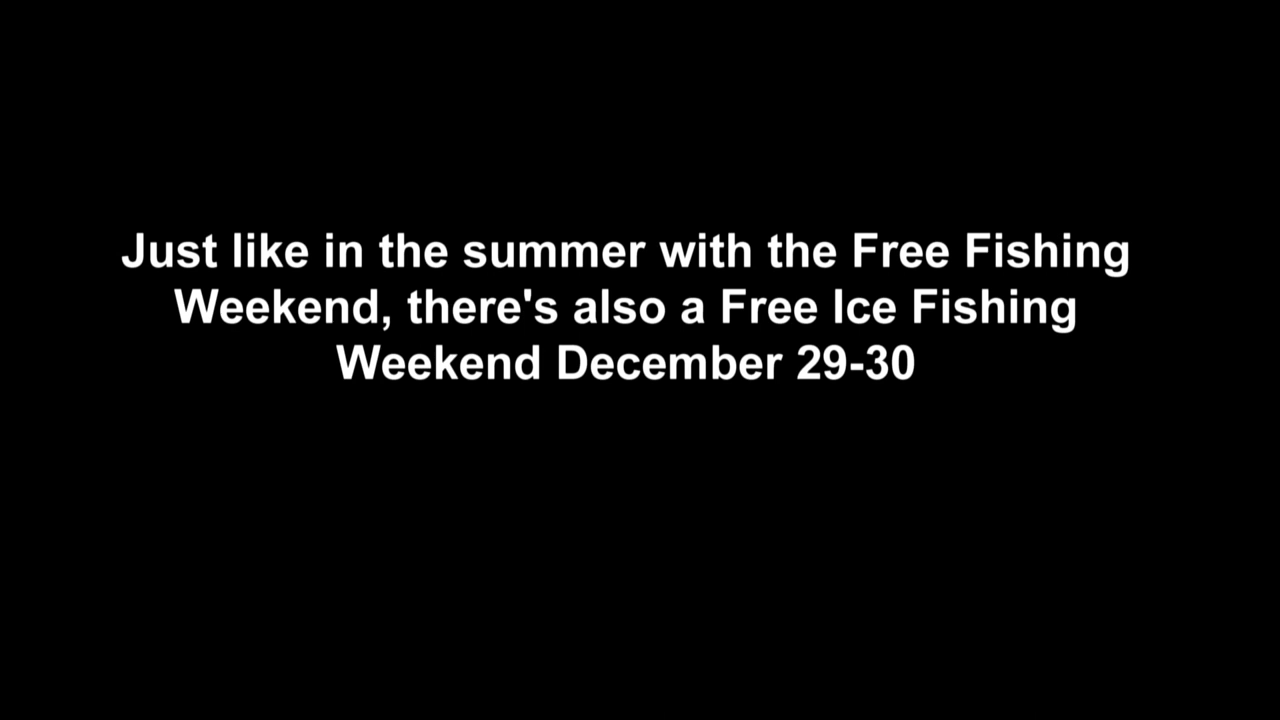 Just like in the summer with the Free Fishing
Weekend, there's also a Free Ice Fishing
Weekend December 29-30